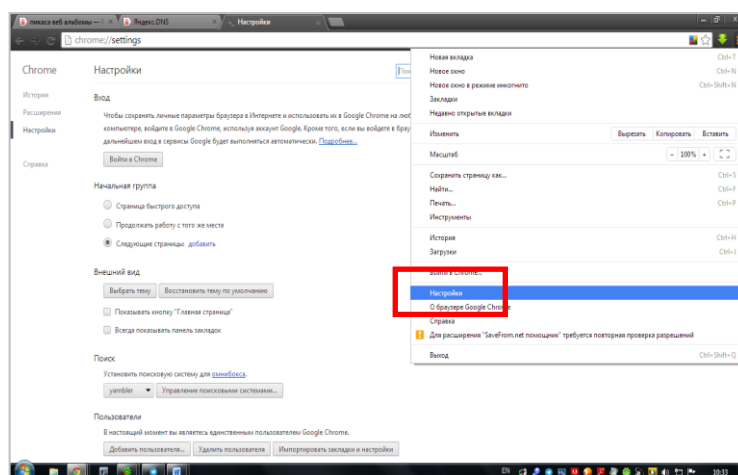 пикаса веб альбомы —
Яндекс.DNS
Настройки
chrome://settings
Chrome
История
Расширения
Настройки
Справка
Настройки
Вход
Чтобы сохранять личные параметры браузера в Интернете и использовать их в Google Chrome на
компьютере, войдите в Google Chrome, используя аккаунт Google. Кроме того, если вы войдете в
дальнейшем вход в сервисы Google будет выполняться автоматически. Подробнее...
Войти в Chrome
Начальная группа
Страница быстрого доступа
Продолжать работу с того же места
Следующие страницы: добавить
Внешний вид
Выбрать тему Восстановить тему по умолчанию
Показывать кнопку "Главная страница"
Всегда показывать панель закладок
Поиск
Установить поисковую систему для омнибокса.
yambler Управление поисковыми системами...
Пользователи
В настоящий момент вы являетесь единственным пользователем Google Chrome.
Добавить пользователя... Удалить пользователя Импортировать закладки и настройки
Новая вкладка Ctrl+T
Новое окно Ctrl+N
Новое окно в режиме инкогнито Ctrl+Shift+N
Закладки
Недавно открытые вкладки
Изменить Вырезать Копировать Вставить
Масштаб - 100% +
Сохранить страницу как... Ctrl+S
Найти... Ctrl+F
Печать... Ctrl+P
Инструменты
История Ctrl+H
Загрузки Ctrl+J
Войти в Chrome...
Настройки
О браузере Google Chrome
Справка
Для расширения "SaveFrom.net помощник" требуется повторная проверка разрешений
Выход Ctrl+Shift+Q
EN 10:33